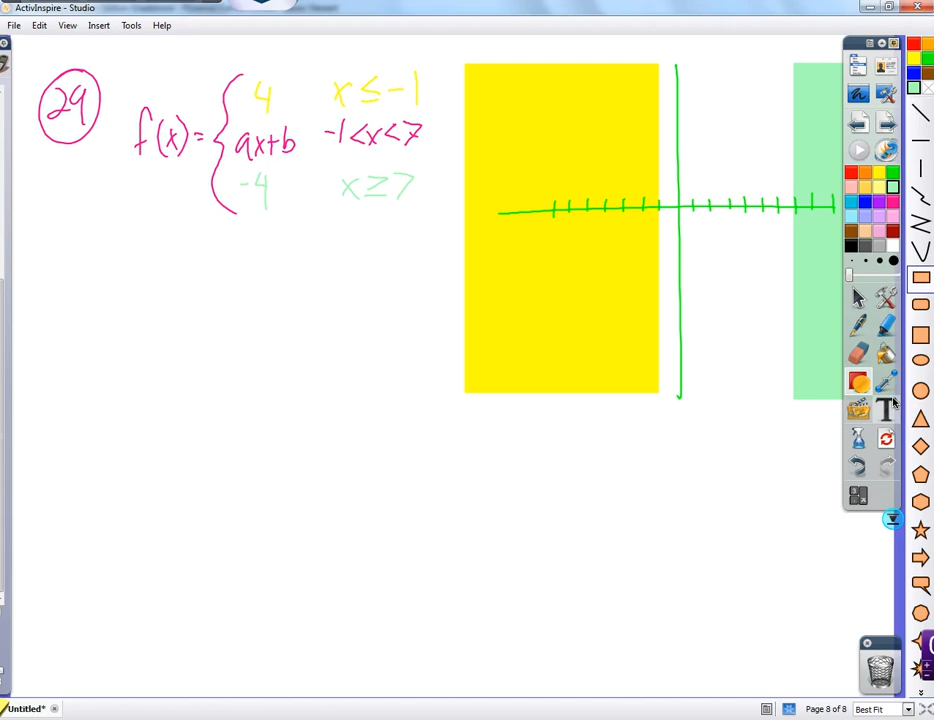 ActivInspire - Studio
File Edit View Insert Tools Help
29
f(x)= { 4 x ≤ -1
ax+b -1<x<7
-4 x ≥ 7
T
Untitled*
Page 8 of 8
Best Fit